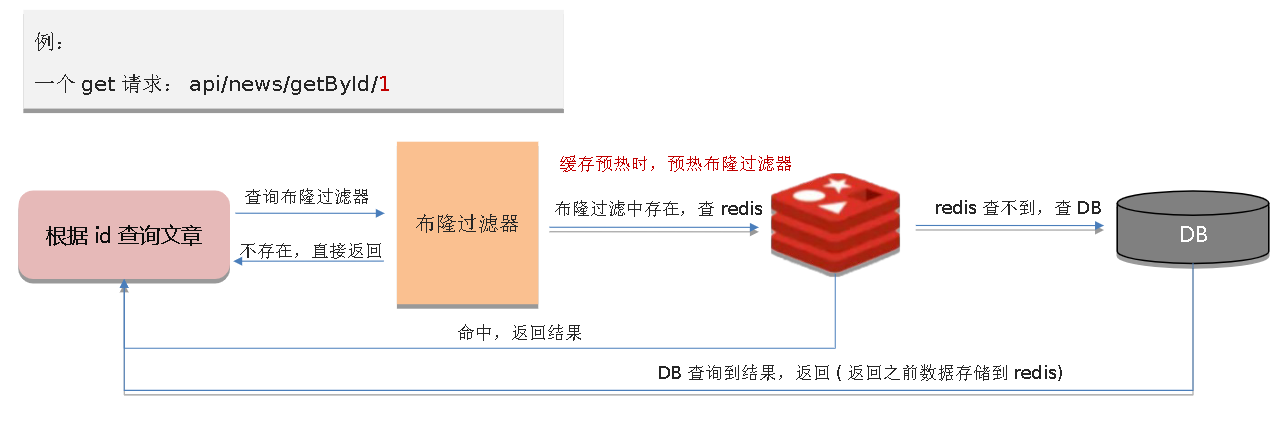 例：
一个 get 请求： api/news/getById/1
缓存预热时，预热布隆过滤器
查询布隆过滤器
布隆过滤器
布隆过滤中存在，查 redis
redis 查不到，查 DB
根据 id 查询文章
DB
不存在，直接返回
命中，返回结果
DB 查询到结果，返回 ( 返回之前数据存储到 redis)